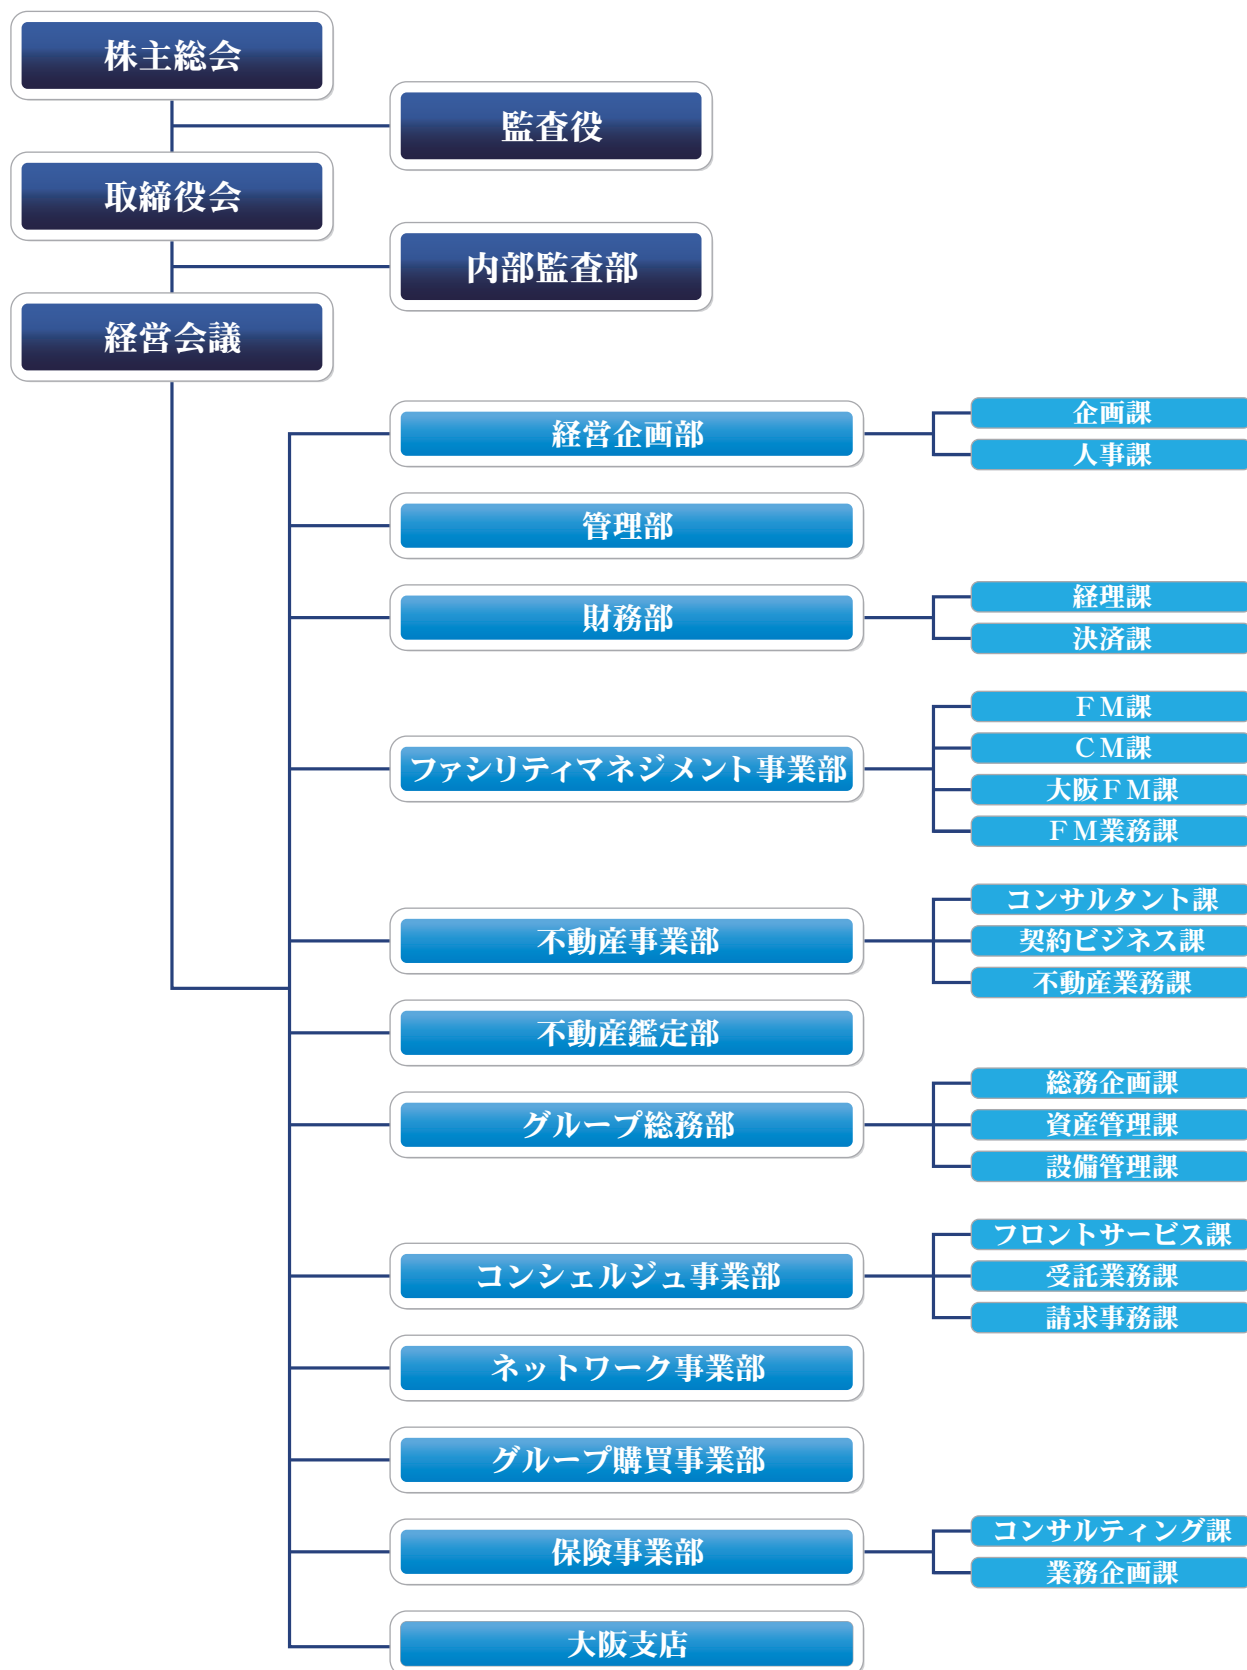 株主総会
監査役
取締役会
内部監査部
経営会議
経営企画部
企画課
人事課
管理部
財務部
経理課
決済課
ファシリティマネジメント事業部
ＦＭ課
ＣＭ課
大阪ＦＭ課
ＦＭ業務課
不動産事業部
コンサルタント課
契約ビジネス課
不動産業務課
不動産鑑定部
グループ総務部
総務企画課
資産管理課
設備管理課
コンシェルジュ事業部
フロントサービス課
受託業務課
請求事務課
ネットワーク事業部
グループ購買事業部
保険事業部
コンサルティング課
業務企画課
大阪支店